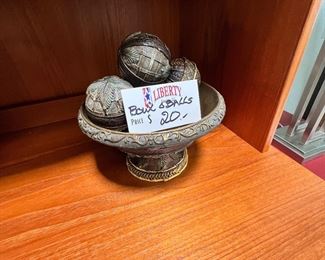 LIBERTY
BOWL & BALLS
PRICE $ 20.-